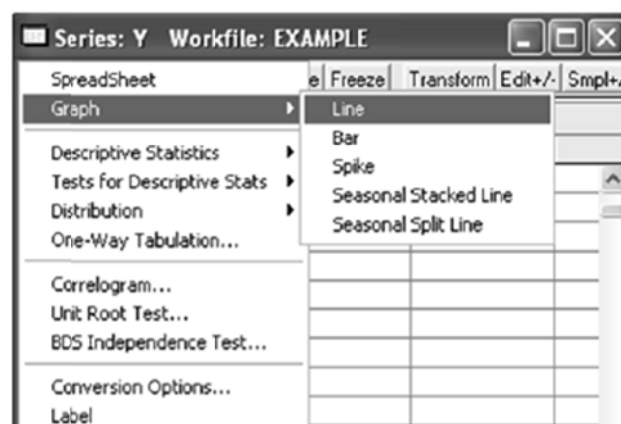 Series: Y Workfile: EXAMPLE
SpreadSheet
Freeze Transform Edit+/- Smpl+
Graph
Line
Bar
Spike
Seasonal Stacked Line
Seasonal Split Line
Descriptive Statistics
Tests for Descriptive Stats
Distribution
One-Way Tabulation...
Correlogram...
Unit Root Test...
BDS Independence Test...
Conversion Options...
Label